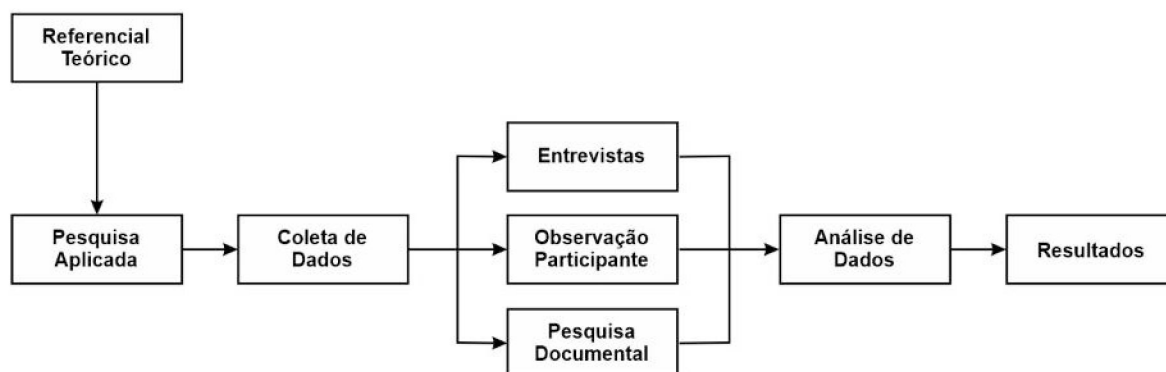 Referencial
Teórico
Entrevistas
Pesquisa
Aplicada
Coleta de
Dados
Observação
Participante
Análise de
Dados
Resultados
Pesquisa
Documental